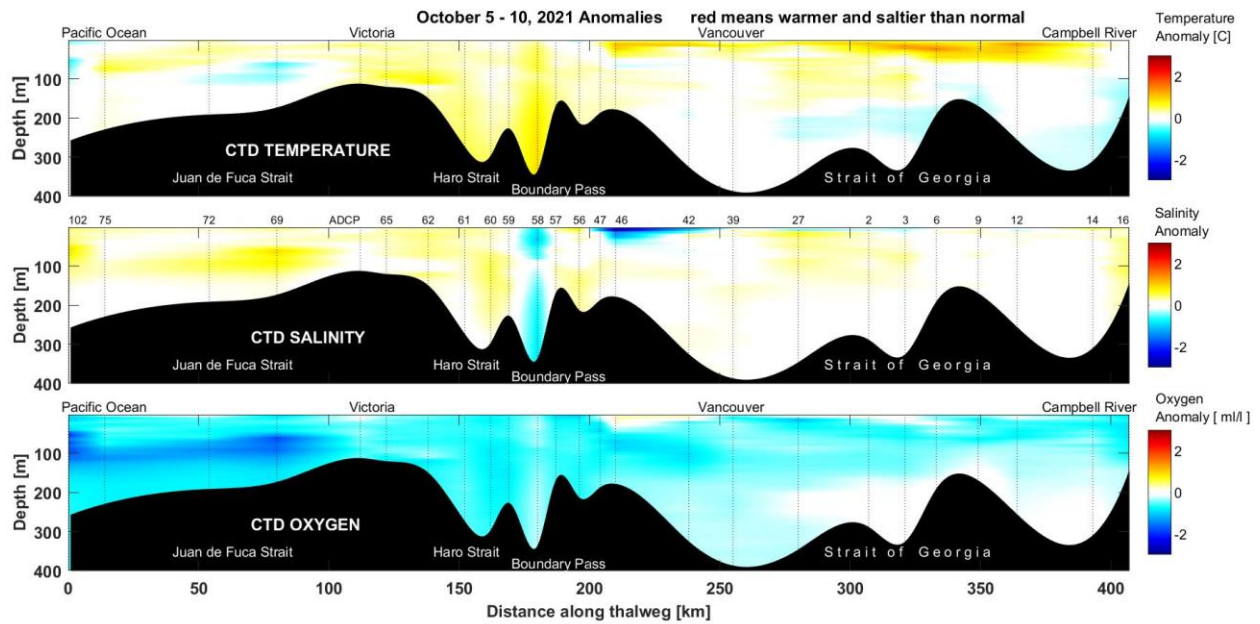 October 5 - 10, 2021 Anomalies red means warmer and saltier than normal
Pacific Ocean Victoria Vancouver Campbell River
Temperature
Anomaly [C]
Depth [m]
100
200
300
400
CTD TEMPERATURE
Juan de Fuca Strait Haro Strait Strait of Georgia
Boundary Pass
2
0
-2
102 75 72 69 ADCP 65 62 61 60 59 58 57 56 47 46 42 39 27 2 3 6 9 12 14 16
Salinity
Anomaly
Depth [m]
100
200
300
400
CTD SALINITY
Juan de Fuca Strait Haro Strait Strait of Georgia
Boundary Pass
2
0
-2
Pacific Ocean Victoria Vancouver Campbell River
Oxygen
Anomaly [ ml/l ]
Depth [m]
100
200
300
400
CTD OXYGEN
Juan de Fuca Strait Haro Strait Strait of Georgia
Boundary Pass
2
0
-2
0 50 100 150 200 250 300 350 400
Distance along thalweg [km]